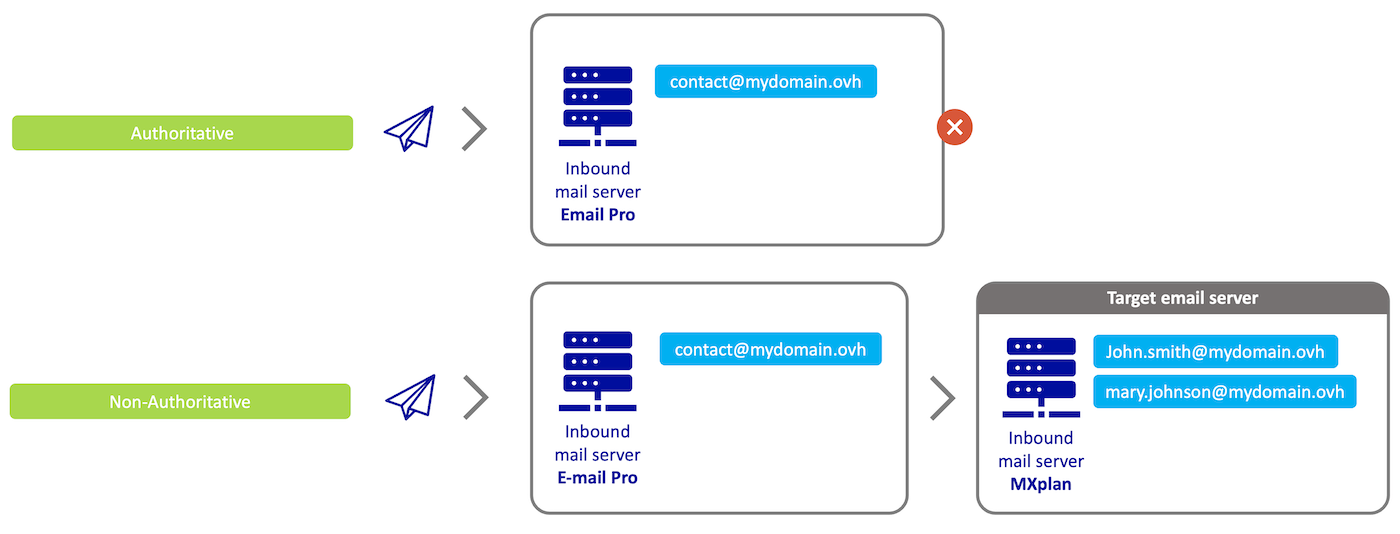 Authoritative
contact@mydomain.ovh
Inbound
mail server
Email Pro
Non-Authoritative
contact@mydomain.ovh
Inbound
mail server
E-mail Pro
Target email server
John.smith@mydomain.ovh
mary.johnson@mydomain.ovh
Inbound
mail server
MXplan